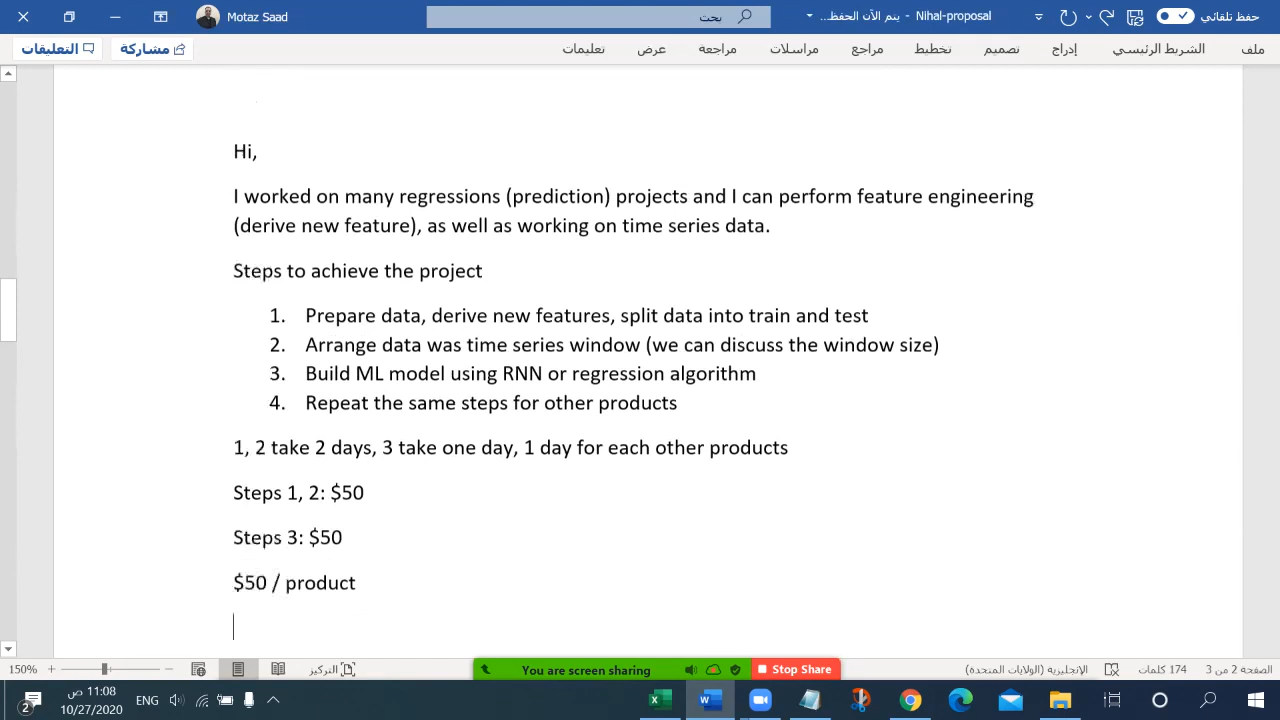 Motaz Saad
بحث
Nihal-proposal - يتم الآن الحفظ...
حفظ تلقائي
التعليقات
مشاركة
ملف
الشريط الرئيسي
إدراج
تصميم
تخطيط
مراجع
مراسلات
مراجعة
عرض
تعليمات
Hi,
I worked on many regressions (prediction) projects and I can perform feature engineering
(derive new feature), as well as working on time series data.
Steps to achieve the project
1. Prepare data, derive new features, split data into train and test
2. Arrange data was time series window (we can discuss the window size)
3. Build ML model using RNN or regression algorithm
4. Repeat the same steps for other products
1, 2 take 2 days, 3 take one day, 1 day for each other products
Steps 1, 2: $50
Steps 3: $50
$50 / product
150%
التركيز
You are screen sharing
Stop Share
الإنجليزية (الولايات المتحدة)
174 كلمات
الصفحة 2 من 3
2
11:08 ص
10/27/2020
ENG